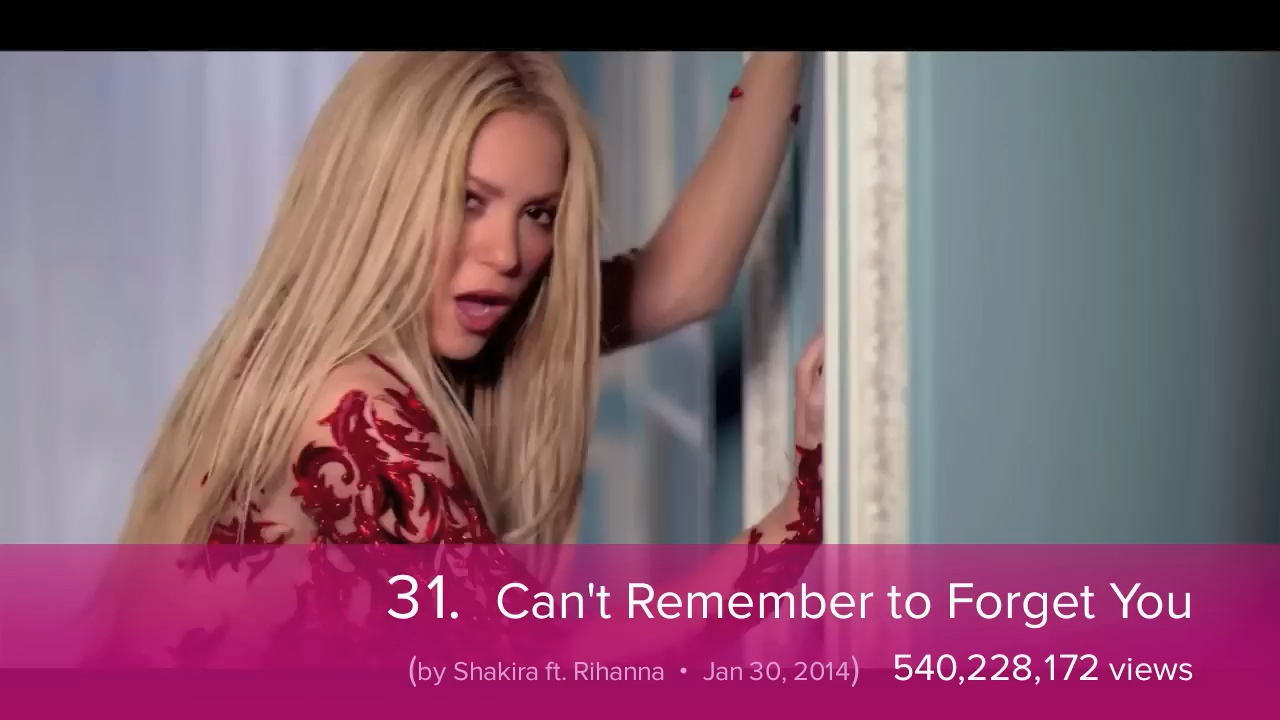 31. Can't Remember to Forget You
(by Shakira ft. Rihanna • Jan 30, 2014) 540,228,172 views